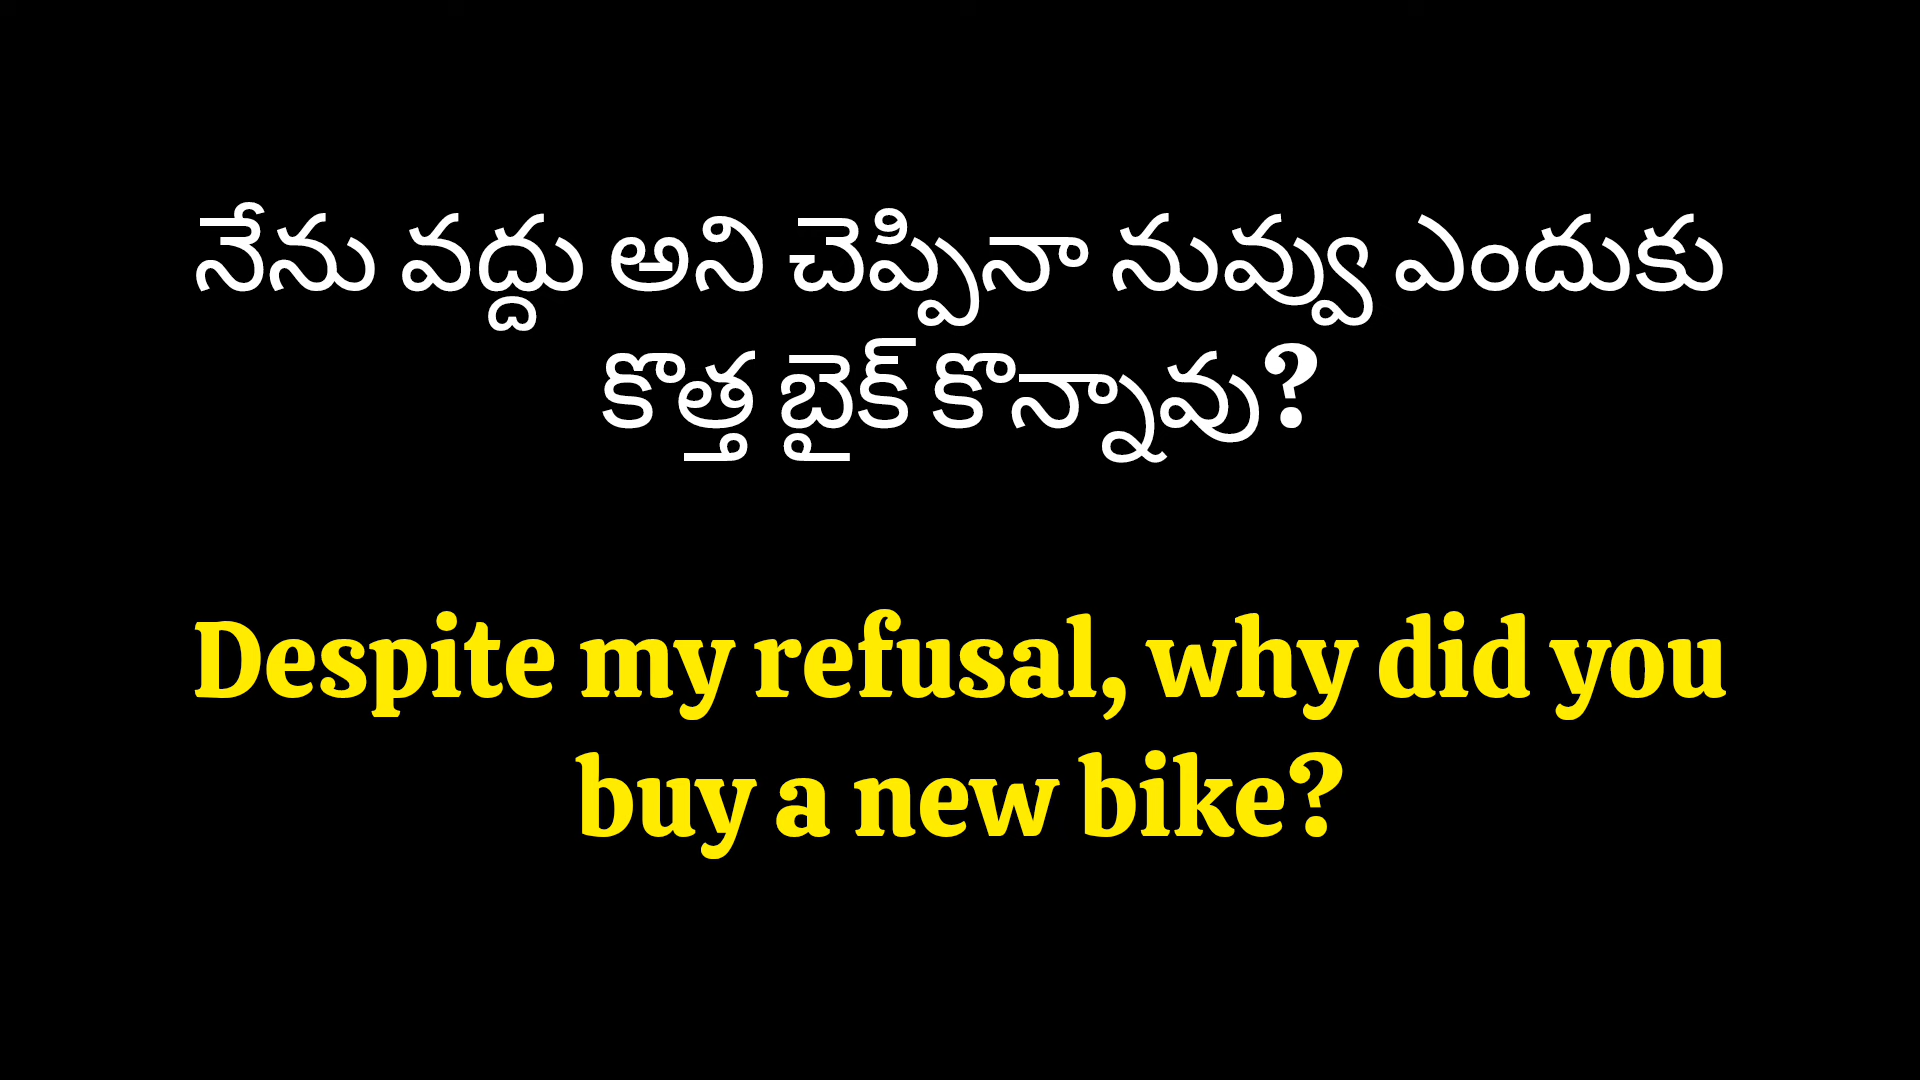 నేను వద్దు అని చెప్పినా నువ్వు ఎందుకు
కొత్త బైక్ కొన్నావు?
Despite my refusal, why did you
buy a new bike?